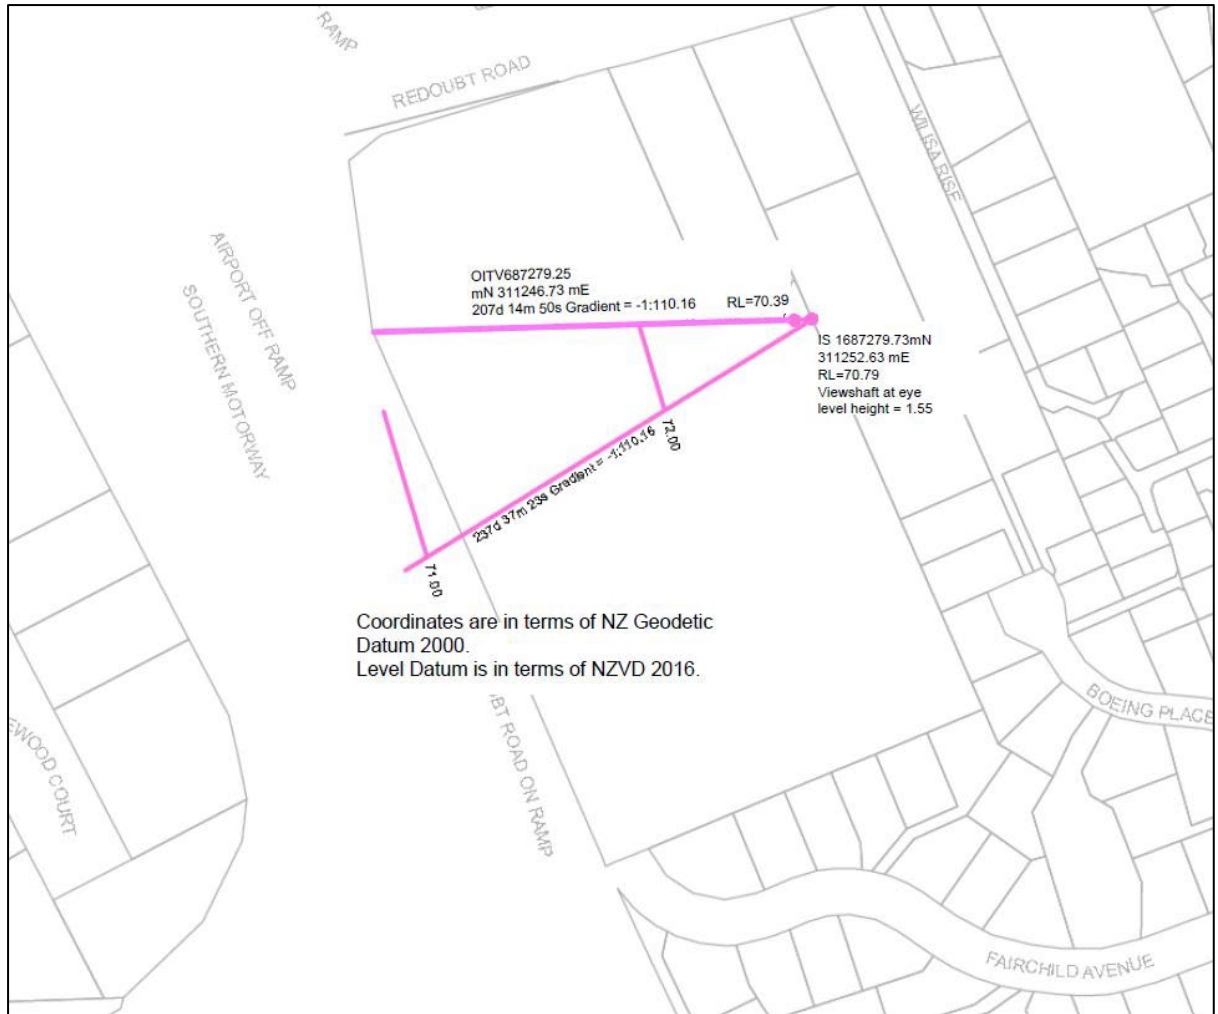 RAMP
REDOUBT ROAD
WILISA RISE
AIRPORT OFF RAMP
SOUTHERN MOTORWAY
OITV687279.25
mN 311246.73 mE
207d 14m 50s Gradient = -1:110.16
RL=70.39
IS 1687279.73mN
311252.63 mE
RL=70.79
Viewshaft at eye
level height = 1.55
72.00
237d 37m 23s Gradient = -1:110.16
71.00
Coordinates are in terms of NZ Geodetic
Datum 2000.
Level Datum is in terms of NZVD 2016.
BT ROAD ON RAMP
BOEING PLACE
EWOOD COURT
FAIRCHILD AVENUE